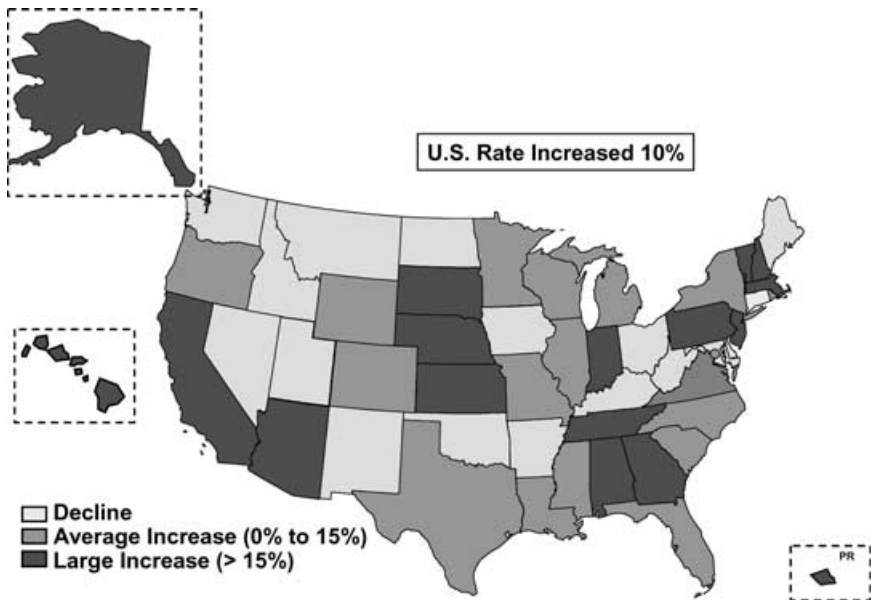 U.S. Rate Increased 10%
Decline
Average Increase (0% to 15%)
Large Increase (> 15%)
PR